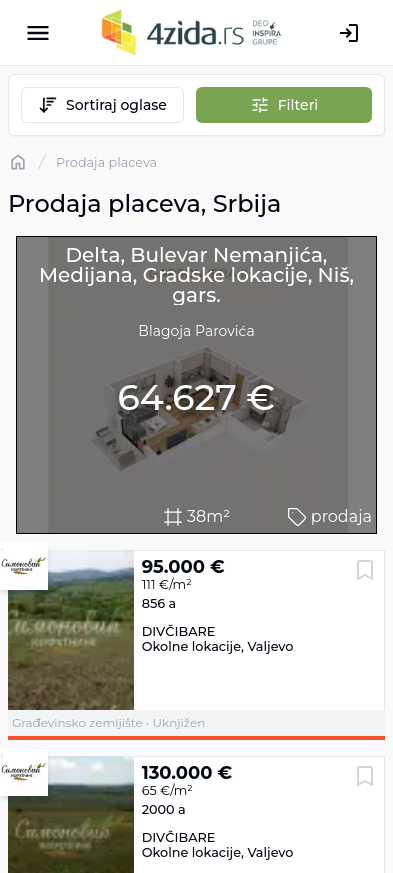 4zida.rs
DEO
INSPIRA
GRUPE
Sortiraj oglase
Filteri
Prodaja placeva
Prodaja placeva, Srbija
Delta, Bulevar Nemanjića,
Medijana, Gradske lokacije, Niš,
gars.
Blagoja Parovića
64.627 €
38m²
prodaja
Симоновић
НЕКРЕТНИНЕ
95.000 €
111 €/m²
856 a
DIVČIBARE
Okolne lokacije, Valjevo
Građevinsko zemljište • Uknjižen
Симоновић
НЕКРЕТНИНЕ
130.000 €
65 €/m²
2000 a
DIVČIBARE
Okolne lokacije, Valjevo